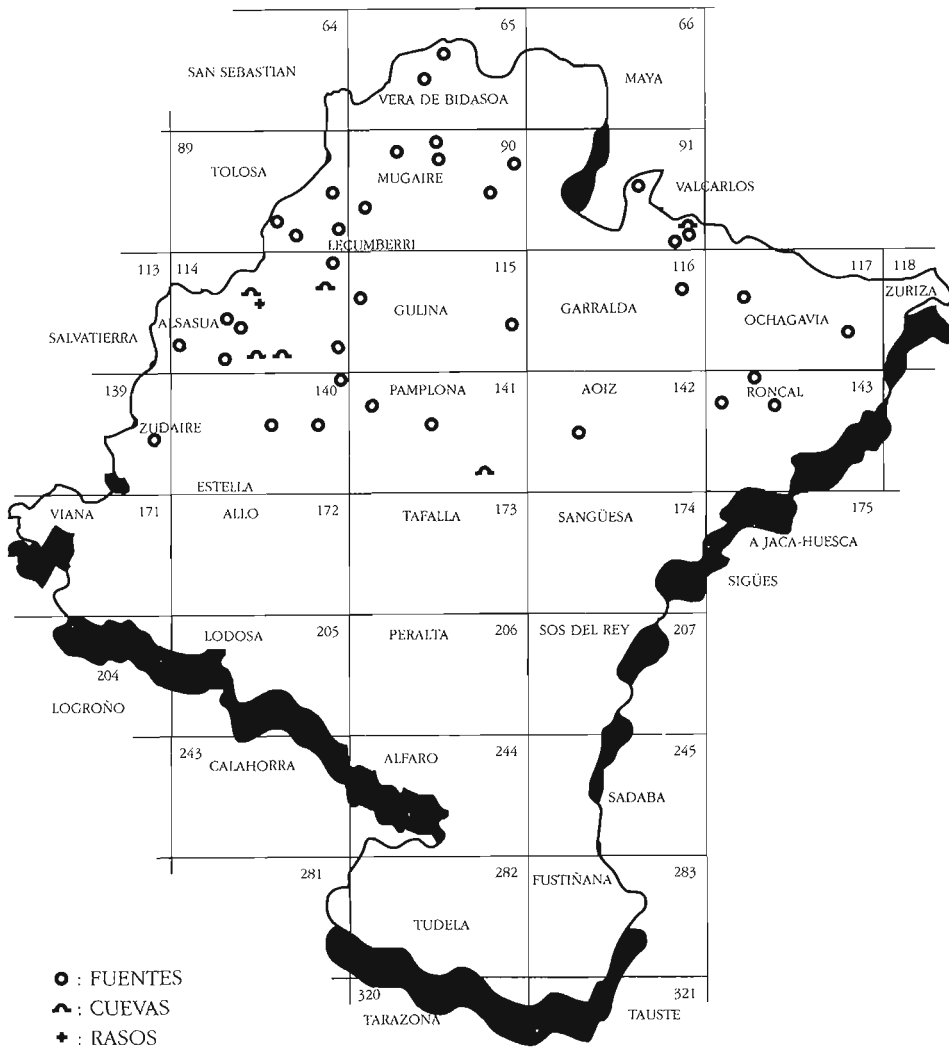 64 65 66
SAN SEBASTIAN MAYA
VERA DE BIDASOA
89 90 91
TOLOSA MUGAIRE VALCARLOS
LECUMBERRI
113 114 115 116 117 118
ZURIZA
GULINA GARRALDA
ALSASUA OCHAGAVIA
SALVATIERRA
139 140 PAMPLONA 141 AOIZ 142 RONCAL 143
ZUDAIRE
ESTELLA
VIANA 171 ALLO 172 TAFALLA 173 SANGÜESA 174 175
A JACA-HUESCA
SIGÜES
LODOSA 205 PERALTA 206 SOS DEL REY 207
204
LOGROÑO
243 244 245
CALAHORRA ALFARO
SADABA
281 282 283
FUSTIÑANA
TUDELA
: FUENTES
: CUEVAS
: RASOS
320 321
TARAZONA TAUSTE